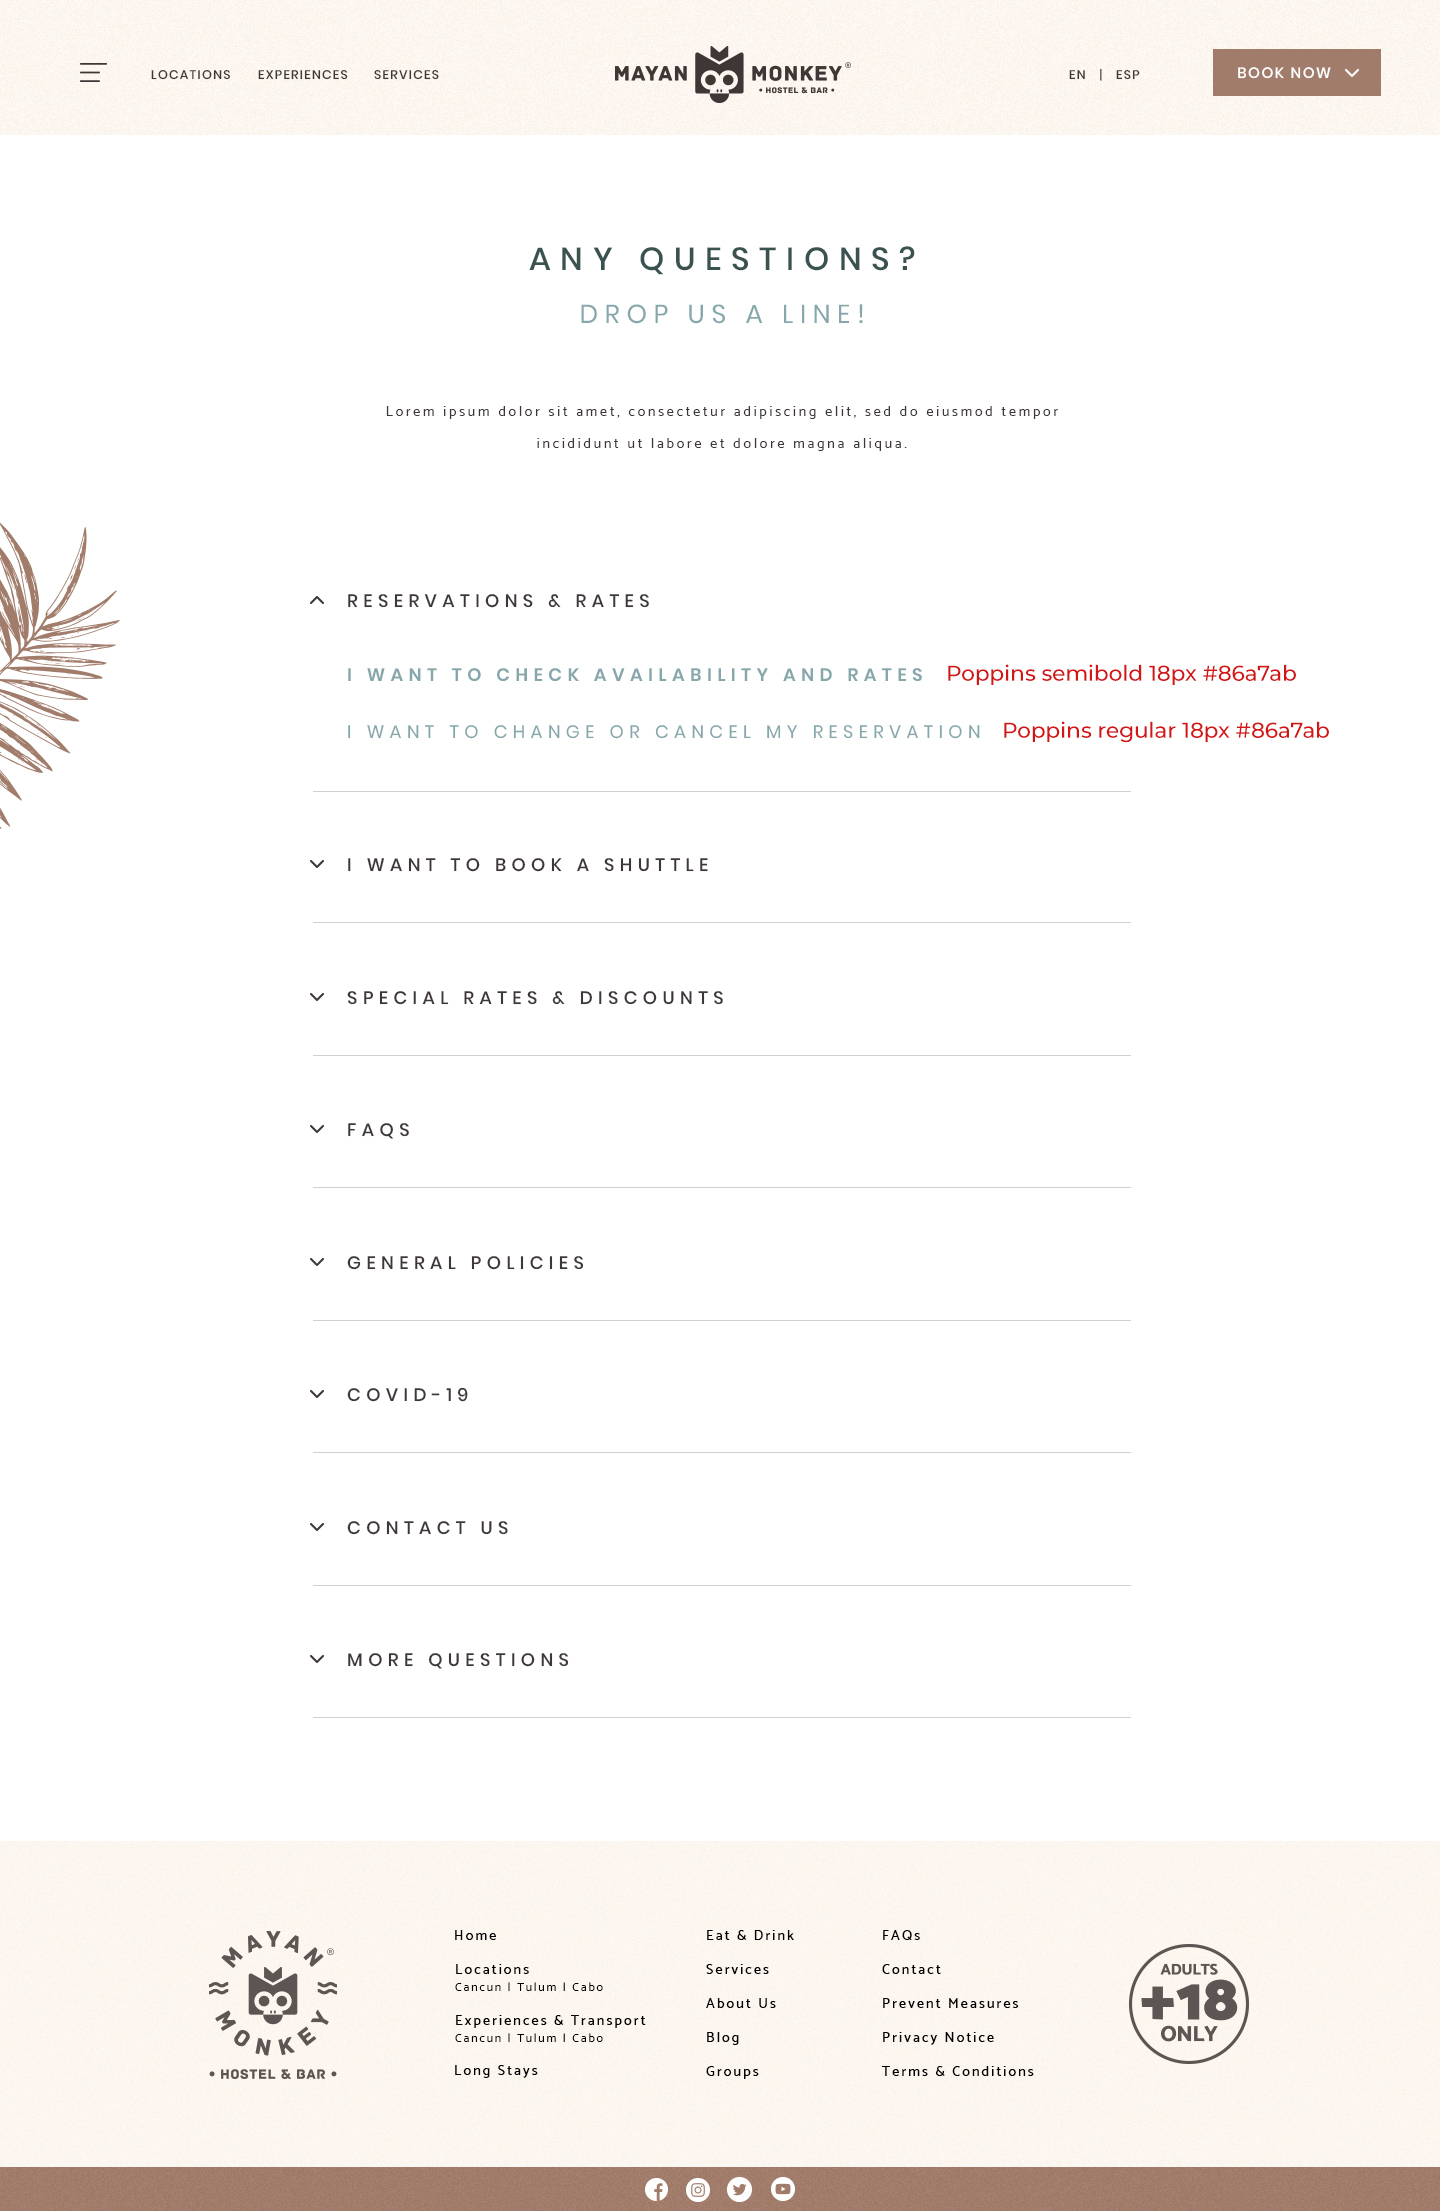 LOCATIONS EXPERIENCES SERVICES
MAYAN MONKEY®
• HOSTEL & BAR •
EN | ESP
BOOK NOW
ANY QUESTIONS?
DROP US A LINE!
Lorem ipsum dolor sit amet, consectetur adipiscing elit, sed do eiusmod tempor
incididunt ut labore et dolore magna aliqua.
RESERVATIONS & RATES
I WANT TO CHECK AVAILABILITY AND RATES Poppins semibold 18px #86a7ab
I WANT TO CHANGE OR CANCEL MY RESERVATION Poppins regular 18px #86a7ab
I WANT TO BOOK A SHUTTLE
SPECIAL RATES & DISCOUNTS
FAQS
GENERAL POLICIES
COVID-19
CONTACT US
MORE QUESTIONS
MAYAN®
MONKEY
• HOSTEL & BAR •
Home
Locations
Cancun | Tulum | Cabo
Experiences & Transport
Cancun | Tulum | Cabo
Long Stays
Eat & Drink
Services
About Us
Blog
Groups
FAQs
Contact
Prevent Measures
Privacy Notice
Terms & Conditions
ADULTS
+18
ONLY